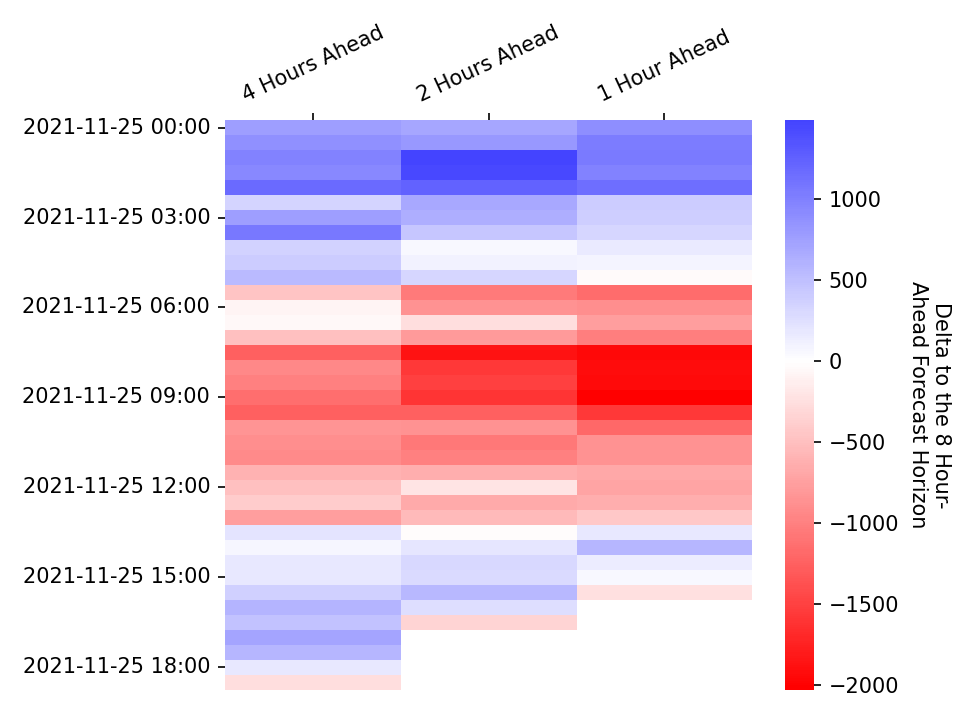 4 Hours Ahead
2 Hours Ahead
1 Hour Ahead
2021-11-25 00:00
2021-11-25 03:00
2021-11-25 06:00
2021-11-25 09:00
2021-11-25 12:00
2021-11-25 15:00
2021-11-25 18:00
1000
500
0
−500
−1000
−1500
−2000
Delta to the 8 Hour-
Ahead Forecast Horizon